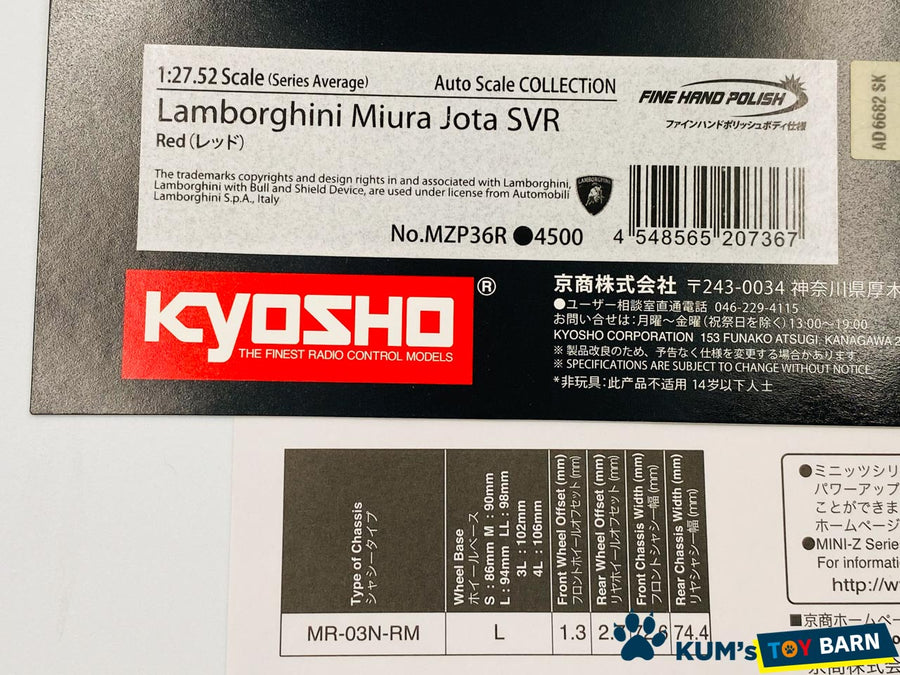 1:27.52 Scale (Series Average) Auto Scale COLLECTiON
Lamborghini Miura Jota SVR
Red (レッド)
FINE HAND POLISH
ファインハンドポリッシュボディ仕様
AD6682 SK
The trademarks copyrights and design rights in and associated with Lamborghini,
Lamborghini with Bull and Shield Device, are used under license from Automobili
Lamborghini S.p.A., Italy
LAMBORGHINI
No.MZP36R ●4500
4 548565 207367
KYOSHO ®
THE FINEST RADIO CONTROL MODELS
京商株式会社 〒243-0034 神奈川県厚木
●ユーザー相談室直通電話 046-229-4115
お問い合せは:月曜~金曜(祝祭日を除く)13:00~19:00
KYOSHO CORPORATION 153 FUNAKO ATSUGI, KANAGAWA 2
※ 製品改良のため、予告なく仕様を変更する場合があります。
※ SPECIFICATIONS ARE SUBJECT TO CHANGE WITHOUT NOTICE.
*非玩具:此产品不适用 14岁以下人士
Type of Chassis
シャシータイプ
Wheel Base
ホイールベース
S : 86mm M : 90mm
L : 94mm LL : 98mm
3L : 102mm
4L : 106mm
Front Wheel Offset (mm)
フロントホイールオフセット(mm)
Rear Wheel Offset (mm)
リヤホイールオフセット(mm)
Front Chassis Width (mm)
フロントシャシー幅(mm)
Rear Chassis Width (mm)
リヤシャシー幅(mm)
MR-03N-RM L 1.3 74.4
●ミニッツシリ
パワーアップ
ことができま
ホームページ
●MINI-Z Serie
For informati
http://w
■京商ホームペー
KUM's TOY BARN
京商株式会